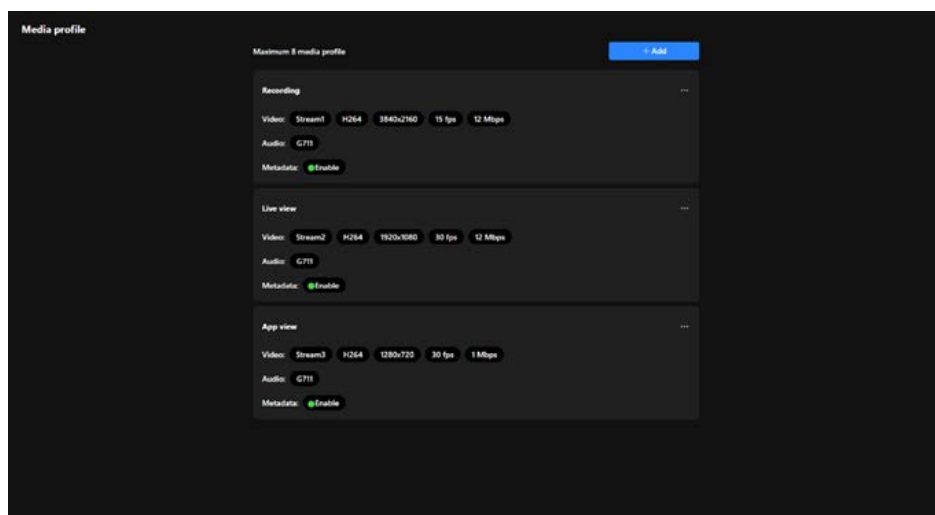 Media profile
Maximum 8 media profile
+ Add
Recording
...
Video: Stream1 H264 3840x2160 15 fps 12 Mbps
Audio: G711
Metadata: Enable
Live view
...
Video: Stream2 H264 1920x1080 30 fps 12 Mbps
Audio: G711
Metadata: Enable
App view
...
Video: Stream3 H264 1280x720 30 fps 1 Mbps
Audio: G711
Metadata: Enable